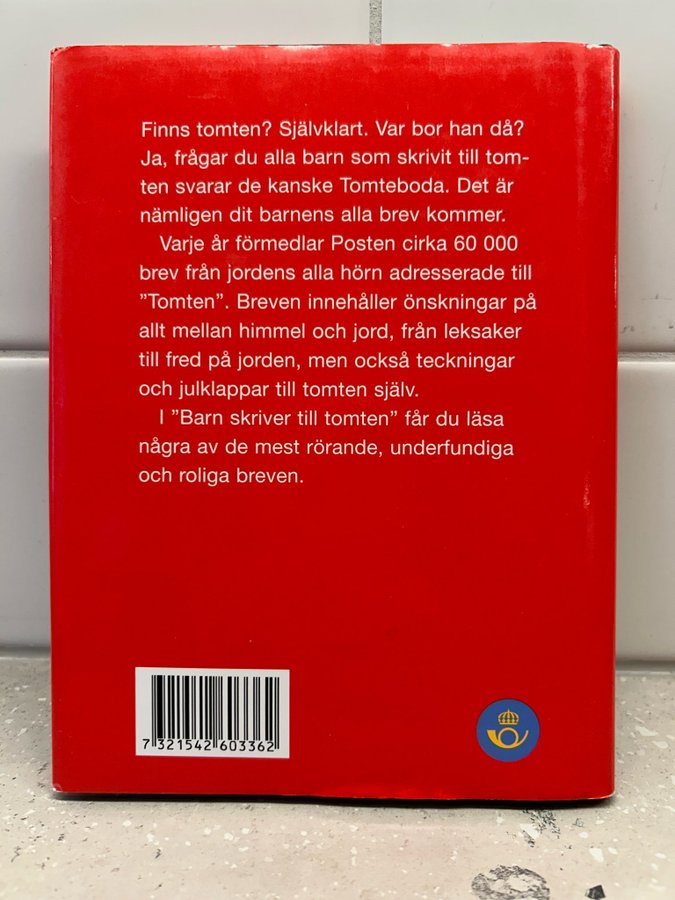 Finns tomten? Självklart. Var bor han då?
Ja, frågar du alla barn som skrivit till tom-
ten svarar de kanske Tomteboda. Det är
nämligen dit barnens alla brev kommer.
Varje år förmedlar Posten cirka 60 000
brev från jordens alla hörn adresserade till
”Tomten”. Breven innehåller önskningar på
allt mellan himmel och jord, från leksaker
till fred på jorden, men också teckningar
och julklappar till tomten själv.
I ”Barn skriver till tomten” får du läsa
några av de mest rörande, underfundiga
och roliga breven.
7 321542 603362